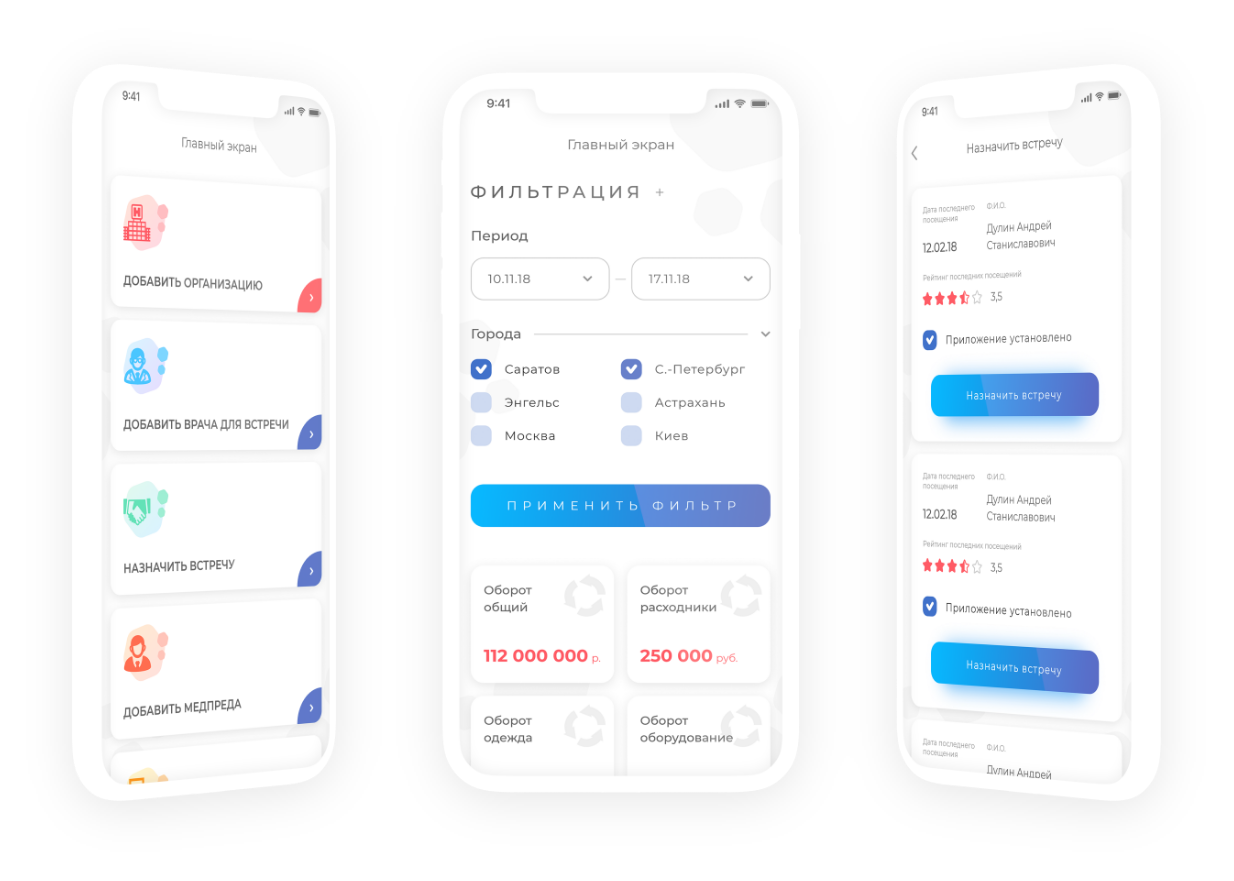 9:41
Главный экран
H
ДОБАВИТЬ ОРГАНИЗАЦИЮ
ДОБАВИТЬ ВРАЧА ДЛЯ ВСТРЕЧИ
НАЗНАЧИТЬ ВСТРЕЧУ
ДОБАВИТЬ МЕДПРЕДА
9:41
Главный экран
ФИЛЬТРАЦИЯ +
Период
10.11.18 – 17.11.18
Города
Саратов С.-Петербург
Энгельс Астрахань
Москва Киев
ПРИМЕНИТЬ ФИЛЬТР
Оборот
общий
112 000 000 р.
Оборот
расходники
250 000 руб.
Оборот
одежда
Оборот
оборудование
9:41
Назначить встречу
Дата последнего
посещения
12.02.18
Ф.И.О.
Дулин Андрей
Станиславович
Рейтинг последних посещений
3,5
Приложение установлено
Назначить встречу
Дата последнего
посещения
12.02.18
Ф.И.О.
Дулин Андрей
Станиславович
Рейтинг последних посещений
3,5
Приложение установлено
Назначить встречу
Дата последнего
посещения
Ф.И.О.
Дулин Андрей